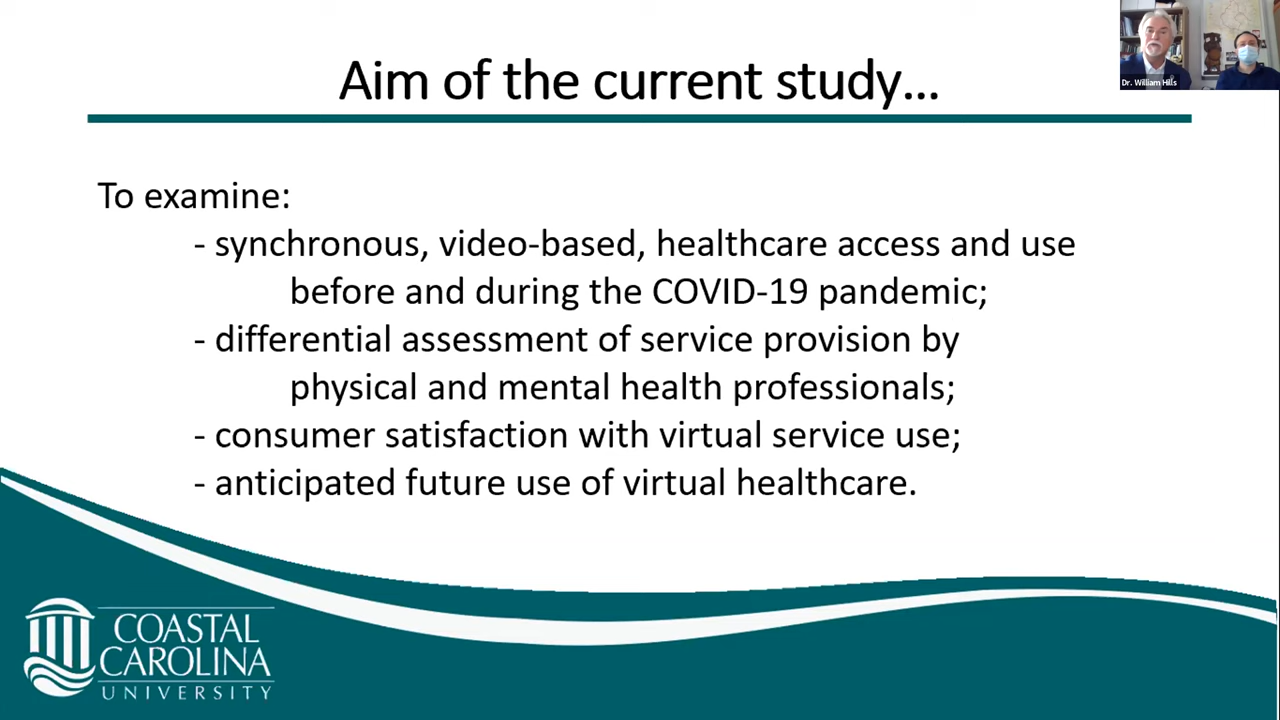 Aim of the current study...
Dr. William Hills
To examine:
- synchronous, video-based, healthcare access and use
before and during the COVID-19 pandemic;
- differential assessment of service provision by
physical and mental health professionals;
- consumer satisfaction with virtual service use;
- anticipated future use of virtual healthcare.
COASTAL
CAROLINA
UNIVERSITY